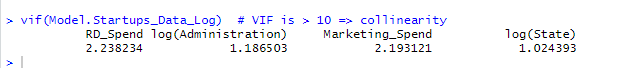 > vif(Model.Startups_Data_Log)  # VIF is > 10 => collinearity
RD_Spend log(Administration) Marketing_Spend log(State)
2.238234 1.186503 2.193121 1.024393
>